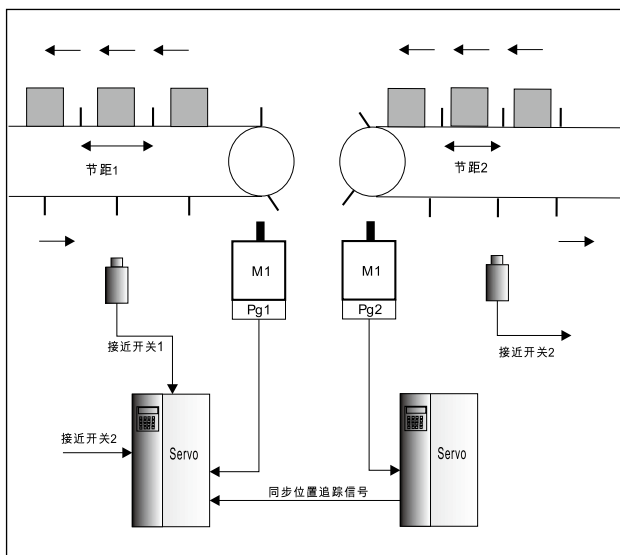 节距1
节距2
M1
M1
Pg1
Pg2
接近开关1
接近开关2
接近开关2
Servo
Servo
同步位置追踪信号